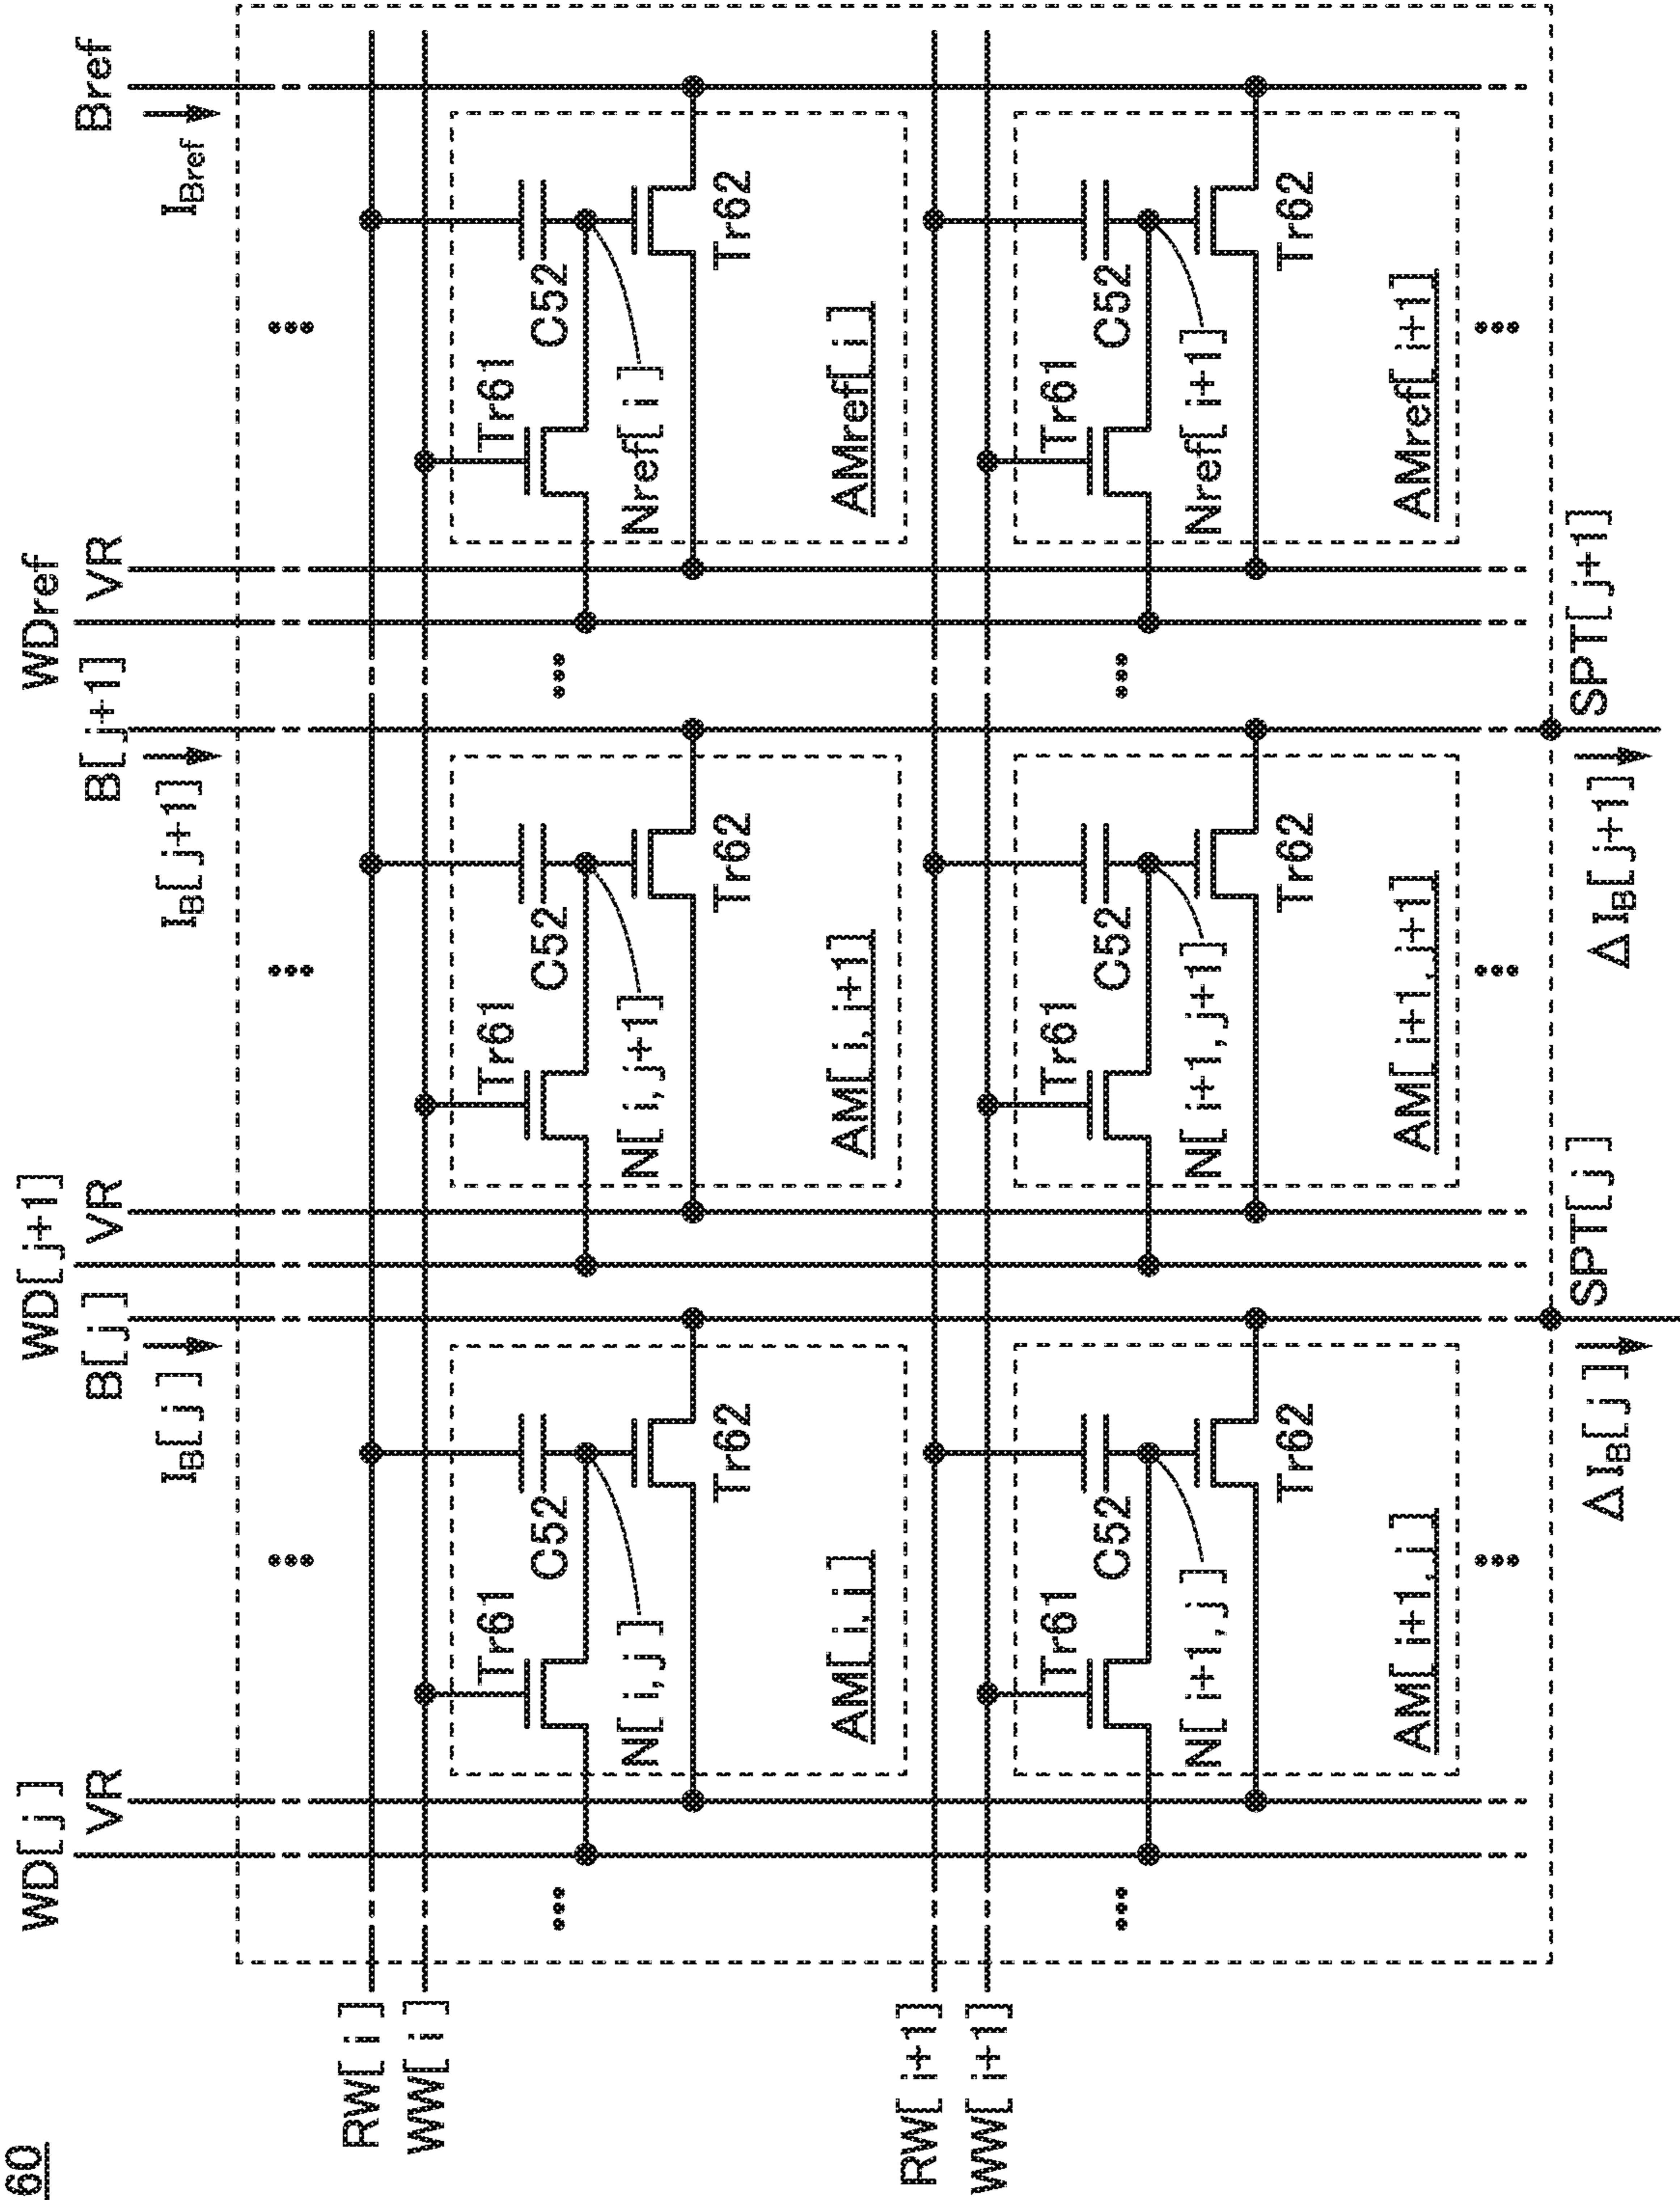 60
WD[j] WD[j+1] WDref
VR B[j] VR B[j+1] VR Bref
I_B[j] I_B[j+1] I_Bref
RW[i]
WW[i]
Tr61 Tr61 Tr61
C52 C52 C52
N[i,j] N[i,j+1] Nref[i]
Tr62 Tr62 Tr62
AM[i,j] AM[i,j+1] AMref[i]
RW[i+1]
WW[i+1]
Tr61 Tr61 Tr61
C52 C52 C52
N[i+1,j] N[i+1,j+1] Nref[i+1]
Tr62 Tr62 Tr62
AM[i+1,j] AM[i+1,j+1] AMref[i+1]
SPT[j] SPT[j+1]
ΔI_B[j] ΔI_B[j+1]